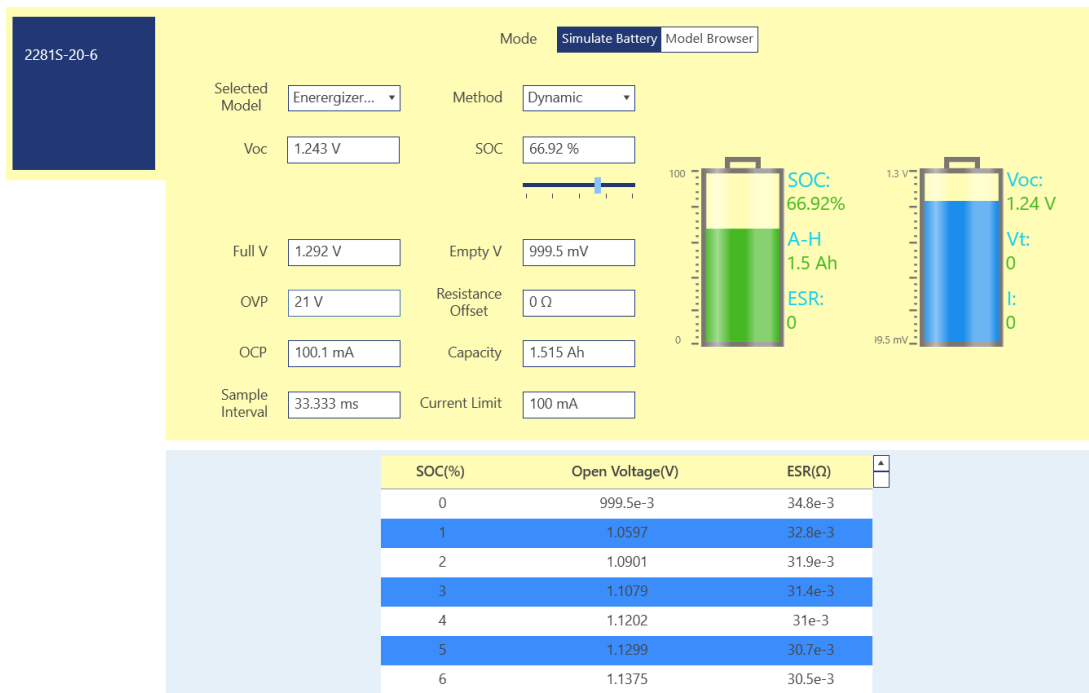 2281S-20-6
Mode Simulate Battery Model Browser
Selected Model Enerergizer... Method Dynamic
Voc 1.243 V SOC 66.92 %
Full V 1.292 V Empty V 999.5 mV
OVP 21 V Resistance Offset 0 Ω
OCP 100.1 mA Capacity 1.515 Ah
Sample Interval 33.333 ms Current Limit 100 mA
100
0
SOC:
66.92%
A-H
1.5 Ah
ESR:
0
1.3 V
9.5 mV
Voc:
1.24 V
Vt:
0
I:
0
SOC(%) Open Voltage(V) ESR(Ω)
0 999.5e-3 34.8e-3
1 1.0597 32.8e-3
2 1.0901 31.9e-3
3 1.1079 31.4e-3
4 1.1202 31e-3
5 1.1299 30.7e-3
6 1.1375 30.5e-3